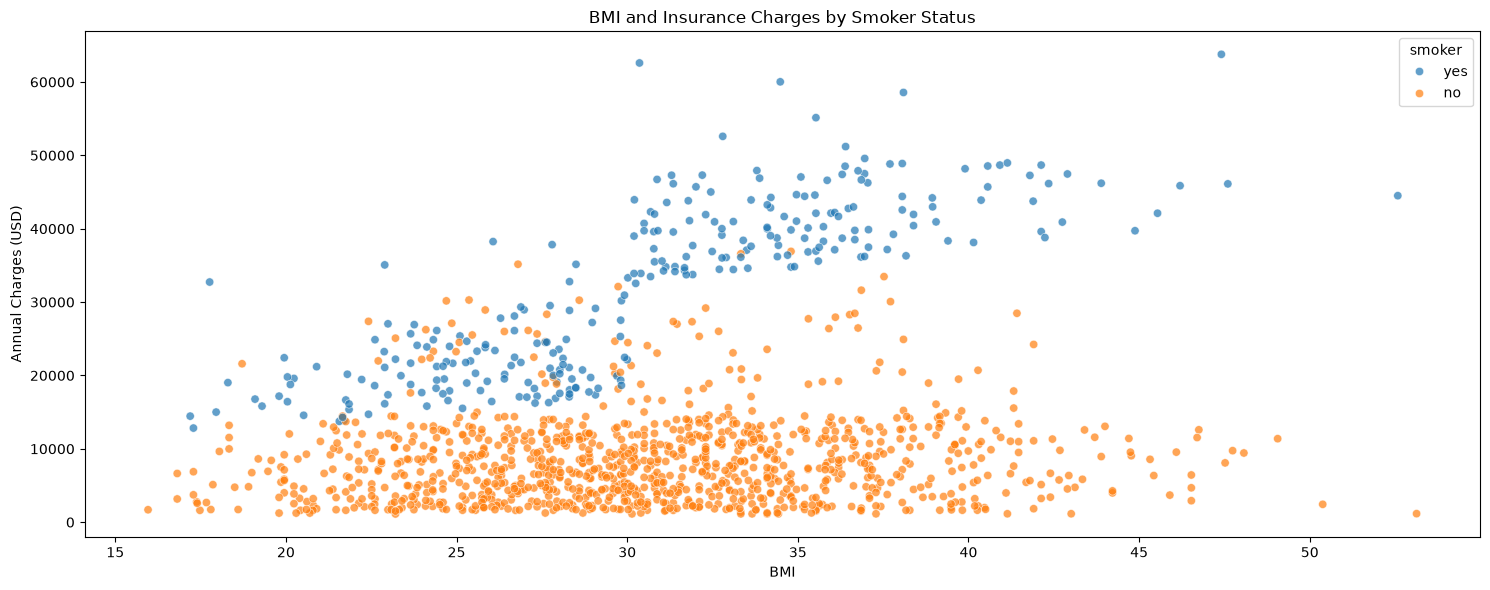 BMI and Insurance Charges by Smoker Status
smoker
yes
no
Annual Charges (USD)
60000
50000
40000
30000
20000
10000
0
15 20 25 30 35 40 45 50
BMI